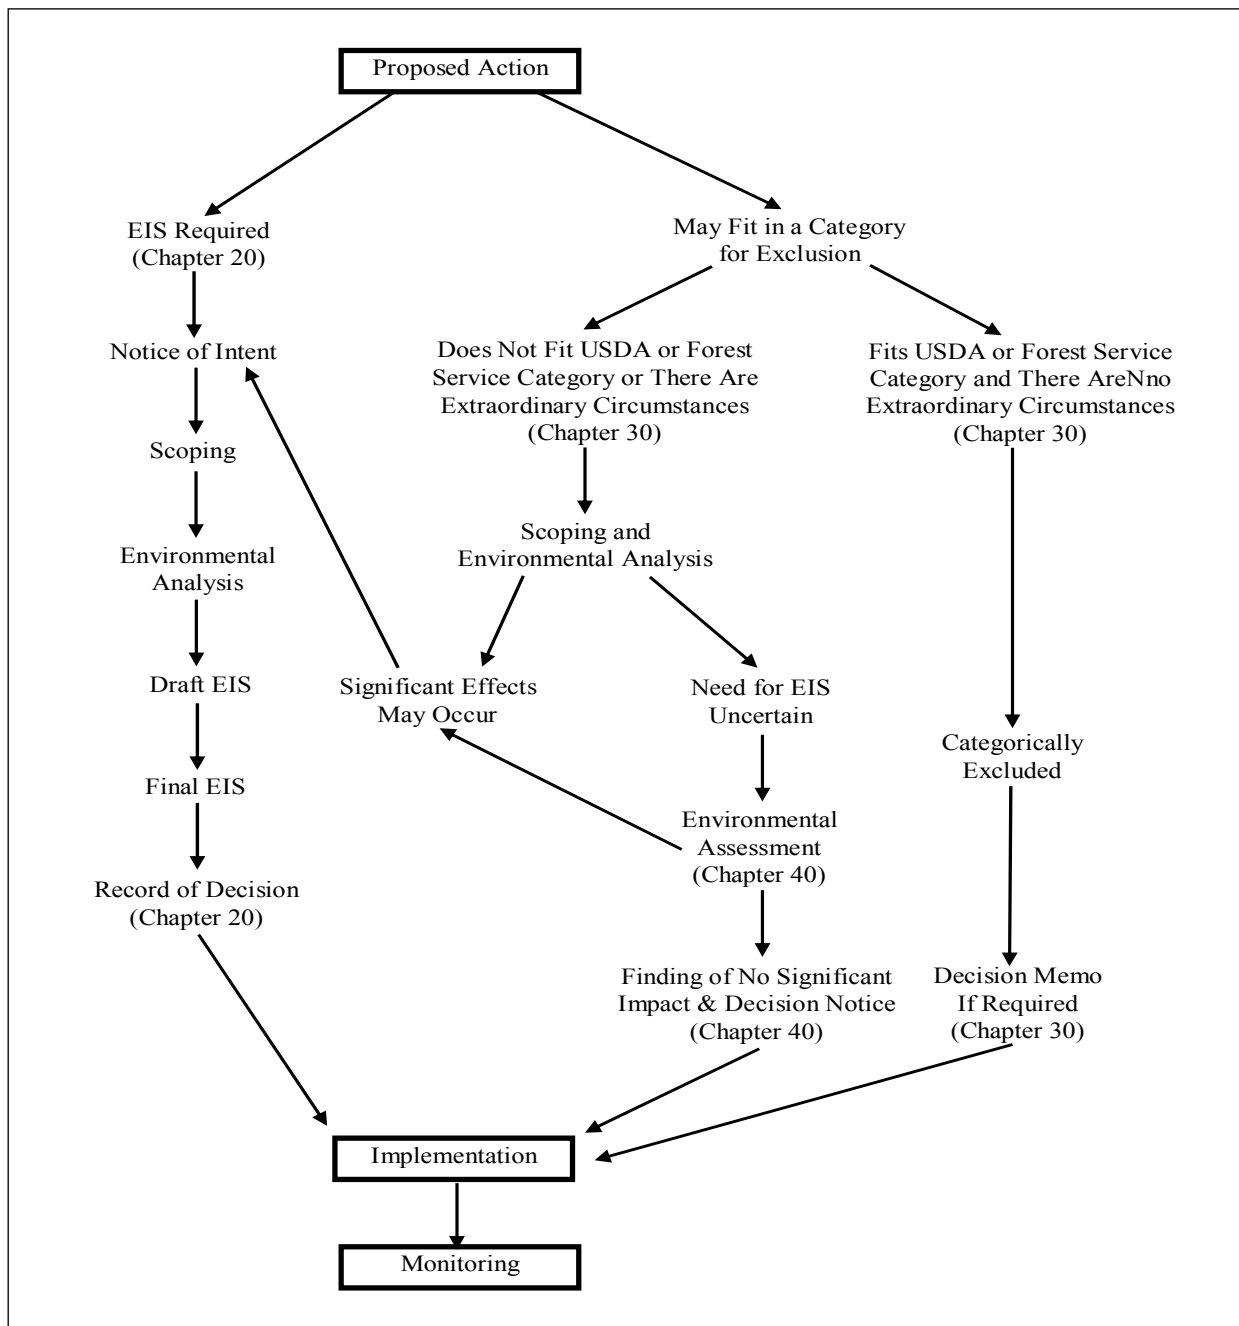 Proposed Action
EIS Required
(Chapter 20)
May Fit in a Category
for Exclusion
Notice of Intent
Does Not Fit USDA or Forest
Service Category or There Are
Extraordinary Circumstances
(Chapter 30)
Fits USDA or Forest Service
Category and There AreNno
Extraordinary Circumstances
(Chapter 30)
Scoping
Scoping and
Environmental Analysis
Environmental
Analysis
Draft EIS
Significant Effects
May Occur
Need for EIS
Uncertain
Categorically
Excluded
Final EIS
Environmental
Assessment
(Chapter 40)
Record of Decision
(Chapter 20)
Finding of No Significant
Impact & Decision Notice
(Chapter 40)
Decision Memo
If Required
(Chapter 30)
Implementation
Monitoring